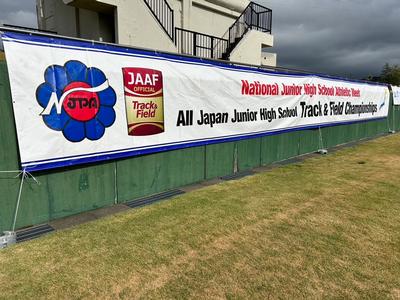 NJPA
JAAF
OFFICIAL
Track&
Field
National Junior High School Athletic Meet
All Japan Junior High School Track & Field Championships